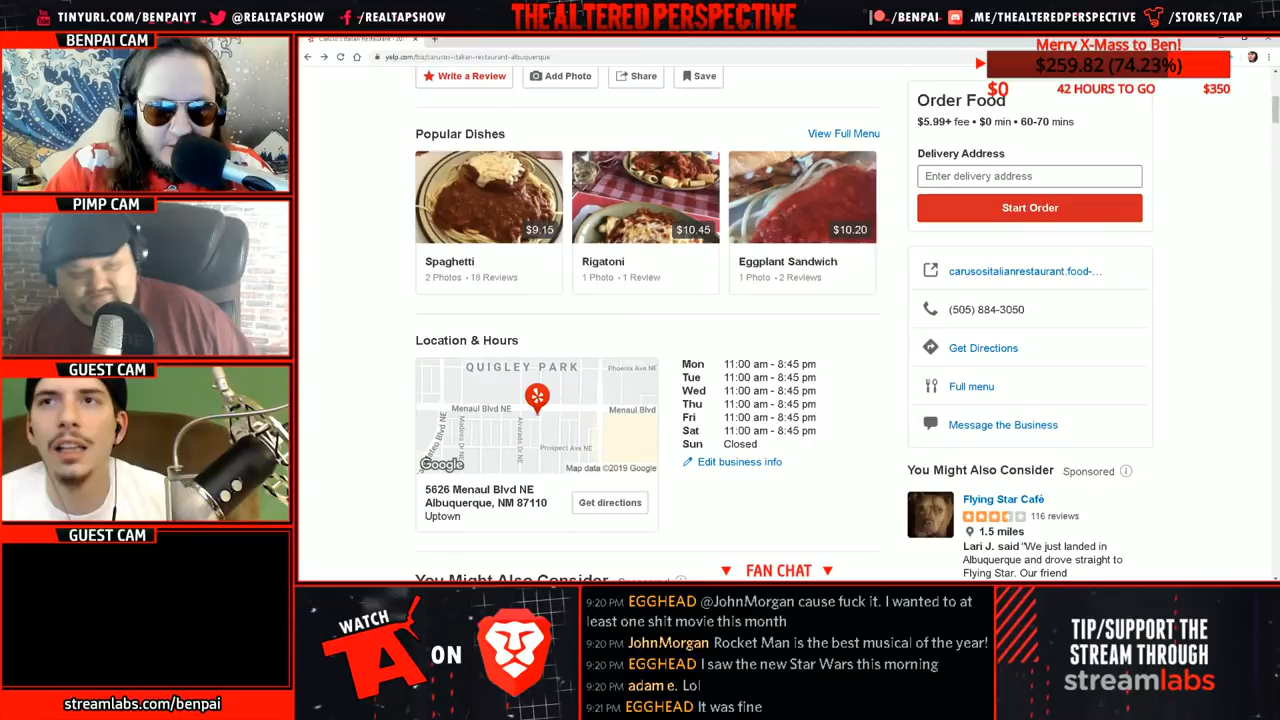 TINYURL.COM/BENPAIYT
@REALTAPSHOW
/REALTAPSHOW
THE ALTERED PERSPECTIVE
/BENPAI
.ME/THEALTEREDPERSPECTIVE
/STORES/TAP
BENPAI CAM
PIMP CAM
GUEST CAM
GUEST CAM
streamlabs.com/benpai
yelp.com/biz/carusos-italian-restaurant-albuquerque
Merry X-Mass to Ben!
$259.82 (74.23%)
$0
42 HOURS TO GO
$350
Write a Review
Add Photo
Share
Save
Popular Dishes
View Full Menu
$9.15
$10.45
$10.20
Spaghetti
2 Photos • 18 Reviews
Rigatoni
1 Photo • 1 Review
Eggplant Sandwich
1 Photo • 2 Reviews
Location & Hours
QUIGLEY PARK
Phoenix Ave NE
Menaul Blvd NE
Menaul Blvd
Prospect Ave NE
Google
Map data ©2019 Google
5626 Menaul Blvd NE
Albuquerque, NM 87110
Uptown
Get directions
Mon 11:00 am - 8:45 pm
Tue 11:00 am - 8:45 pm
Wed 11:00 am - 8:45 pm
Thu 11:00 am - 8:45 pm
Fri 11:00 am - 8:45 pm
Sat 11:00 am - 8:45 pm
Sun Closed
Edit business info
Order Food
$5.99+ fee • $0 min • 60-70 mins
Delivery Address
Enter delivery address
Start Order
carusositalianrestaurant.food-...
(505) 884-3050
Get Directions
Full menu
Message the Business
You Might Also Consider Sponsored
Flying Star Café
116 reviews
1.5 miles
Lari J. said "We just landed in
Albuquerque and drove straight to
Flying Star. Our friend
You Might Also Consider Sponsored
FAN CHAT
WATCH
ON
9:20 PM EGGHEAD @JohnMorgan cause fuck it. I wanted to at
least one shit movie this month
9:20 PM JohnMorgan Rocket Man is the best musical of the year!
9:20 PM EGGHEAD I saw the new Star Wars this morning
9:20 PM adam e. Lol
9:21 PM EGGHEAD It was fine
TIP/SUPPORT THE
STREAM THROUGH
streamlabs